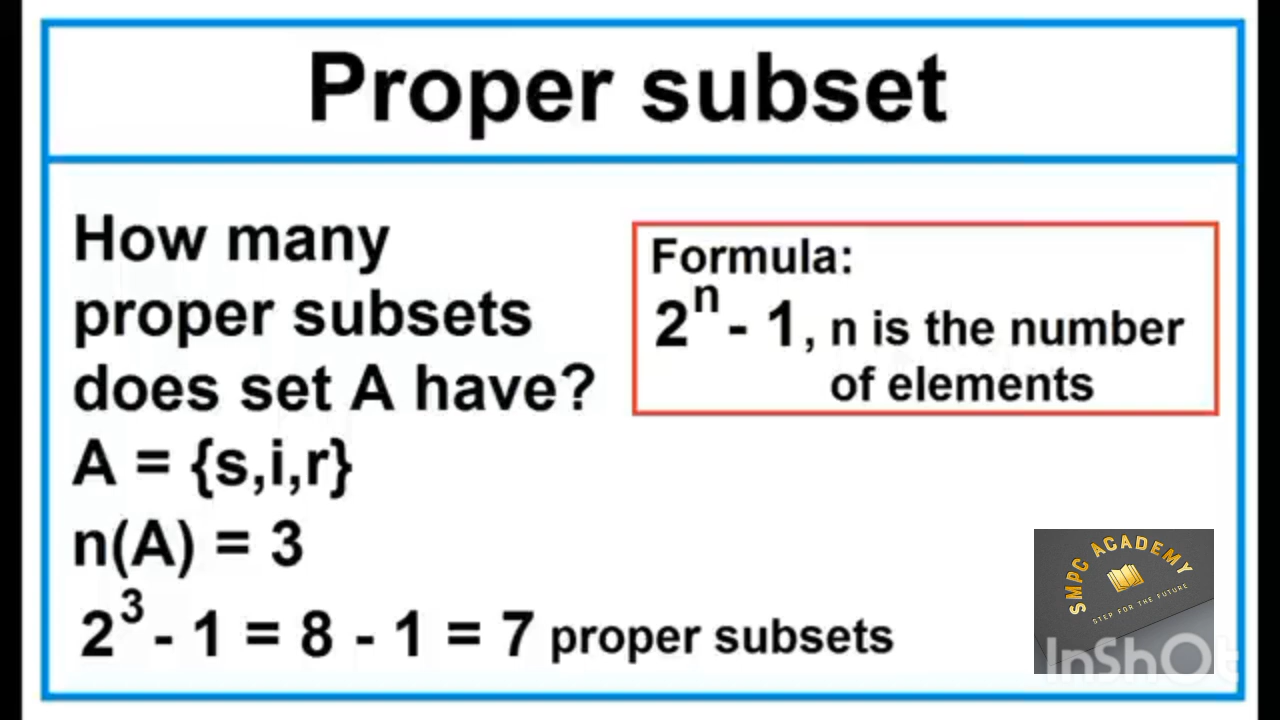 Proper subset
How many
proper subsets
does set A have?
A = {s,i,r}
n(A) = 3
2³ - 1 = 8 - 1 = 7 proper subsets
Formula:
2ⁿ - 1, n is the number
of elements
SMPC ACADEMY
STEP FOR THE FUTURE
InShOt